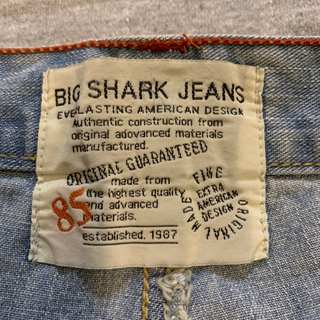 BIG SHARK JEANS
EVERLASTING AMERICAN DESIGN
Authentic construction from
original adovanced materials
manufactured.
ORIGINAL GUARANTEED
made from
the highest quality
and advanced
materials.
85
established. 1987
FINE
EXTRA
AMERICAN
DESIGN
ORIGINAL
MADE